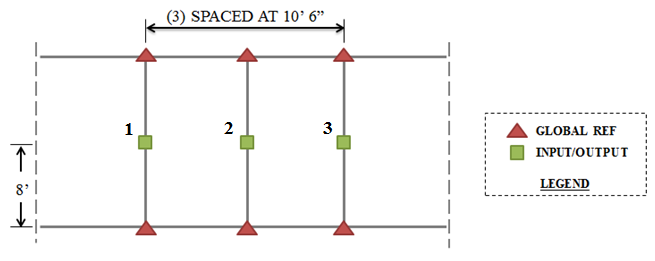 (3) SPACED AT 10’ 6”
1 2 3
8’
GLOBAL REF
INPUT/OUTPUT
LEGEND